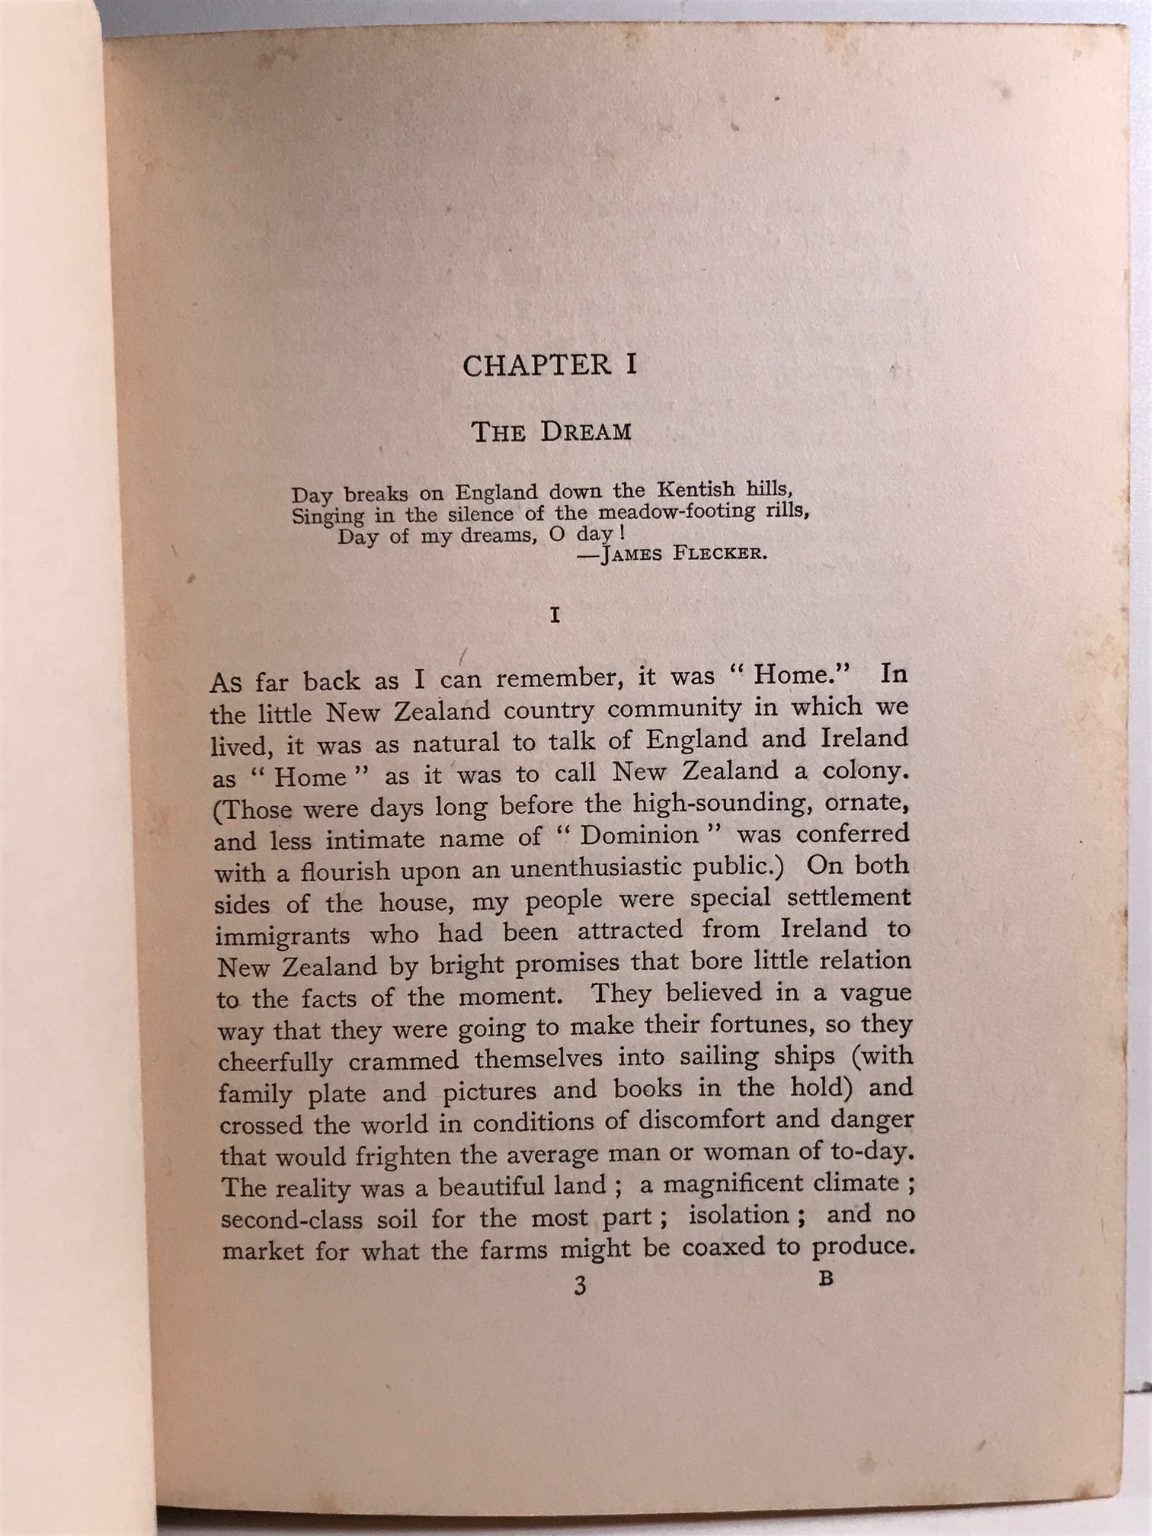 CHAPTER I
THE DREAM
Day breaks on England down the Kentish hills,
Singing in the silence of the meadow-footing rills,
Day of my dreams, O day !
—JAMES FLECKER.
I
As far back as I can remember, it was “ Home.” In
the little New Zealand country community in which we
lived, it was as natural to talk of England and Ireland
as “ Home ” as it was to call New Zealand a colony.
(Those were days long before the high-sounding, ornate,
and less intimate name of “ Dominion ” was conferred
with a flourish upon an unenthusiastic public.) On both
sides of the house, my people were special settlement
immigrants who had been attracted from Ireland to
New Zealand by bright promises that bore little relation
to the facts of the moment. They believed in a vague
way that they were going to make their fortunes, so they
cheerfully crammed themselves into sailing ships (with
family plate and pictures and books in the hold) and
crossed the world in conditions of discomfort and danger
that would frighten the average man or woman of to-day.
The reality was a beautiful land ; a magnificent climate ;
second-class soil for the most part ; isolation ; and no
market for what the farms might be coaxed to produce.
3 B